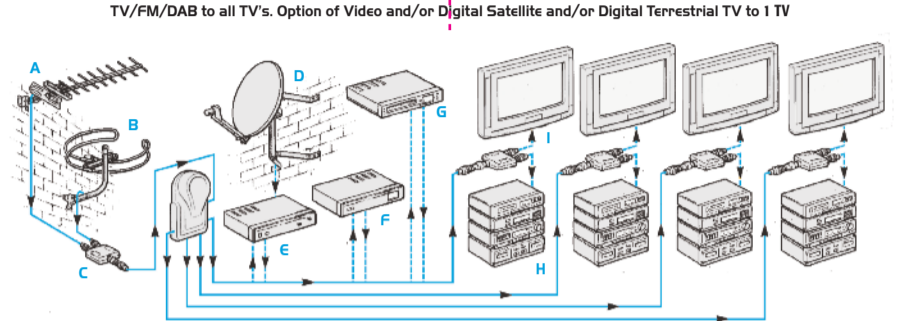 TV/FM/DAB to all TV's. Option of Video and/or Digital Satellite and/or Digital Terrestrial TV to 1 TV
A
B
C
D
E
F
G
H
I